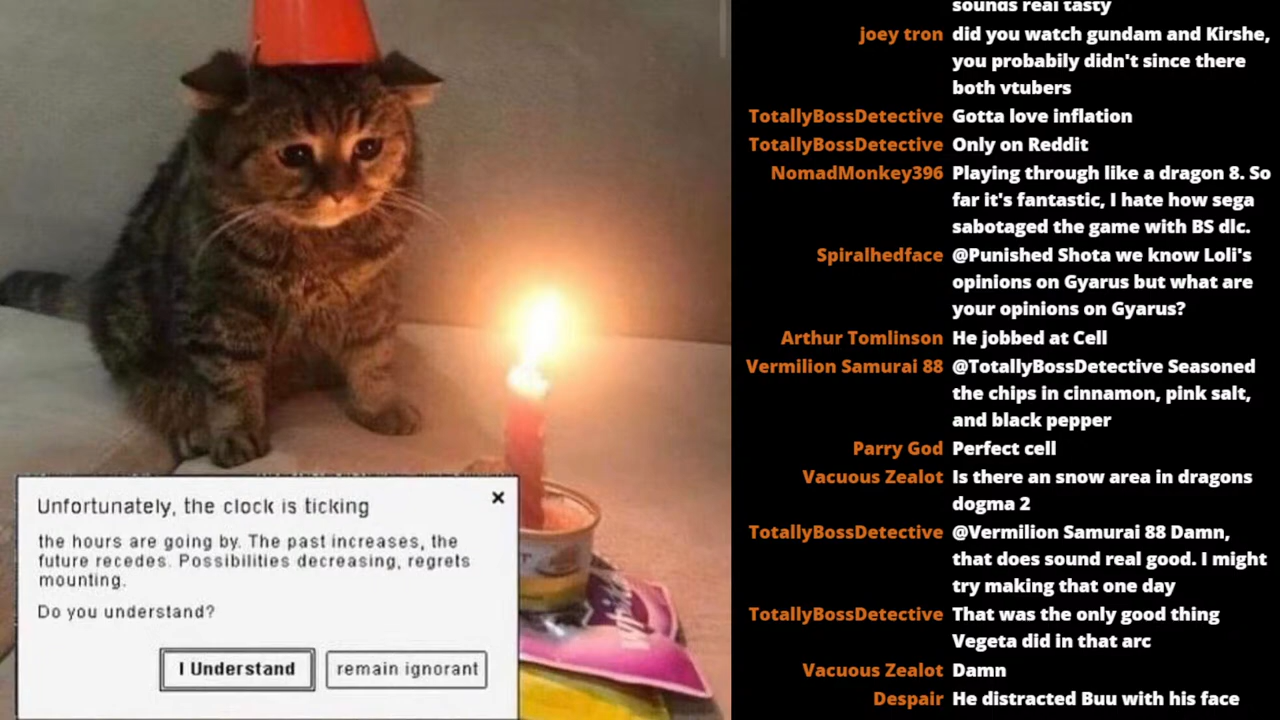 Unfortunately, the clock is ticking
the hours are going by. The past increases, the
future recedes. Possibilities decreasing, regrets
mounting.
Do you understand?
I Understand
remain ignorant
sounds real tasty
joey tron did you watch gundam and Kirshe,
you probabily didn't since there
both vtubers
TotallyBossDetective Gotta love inflation
TotallyBossDetective Only on Reddit
NomadMonkey396 Playing through like a dragon 8. So
far it's fantastic, I hate how sega
sabotaged the game with BS dlc.
Spiralhedface @Punished Shota we know Loli's
opinions on Gyarus but what are
your opinions on Gyarus?
Arthur Tomlinson He jobbed at Cell
Vermilion Samurai 88 @TotallyBossDetective Seasoned
the chips in cinnamon, pink salt,
and black pepper
Parry God Perfect cell
Vacuous Zealot Is there an snow area in dragons
dogma 2
TotallyBossDetective @Vermilion Samurai 88 Damn,
that does sound real good. I might
try making that one day
TotallyBossDetective That was the only good thing
Vegeta did in that arc
Vacuous Zealot Damn
Despair He distracted Buu with his face